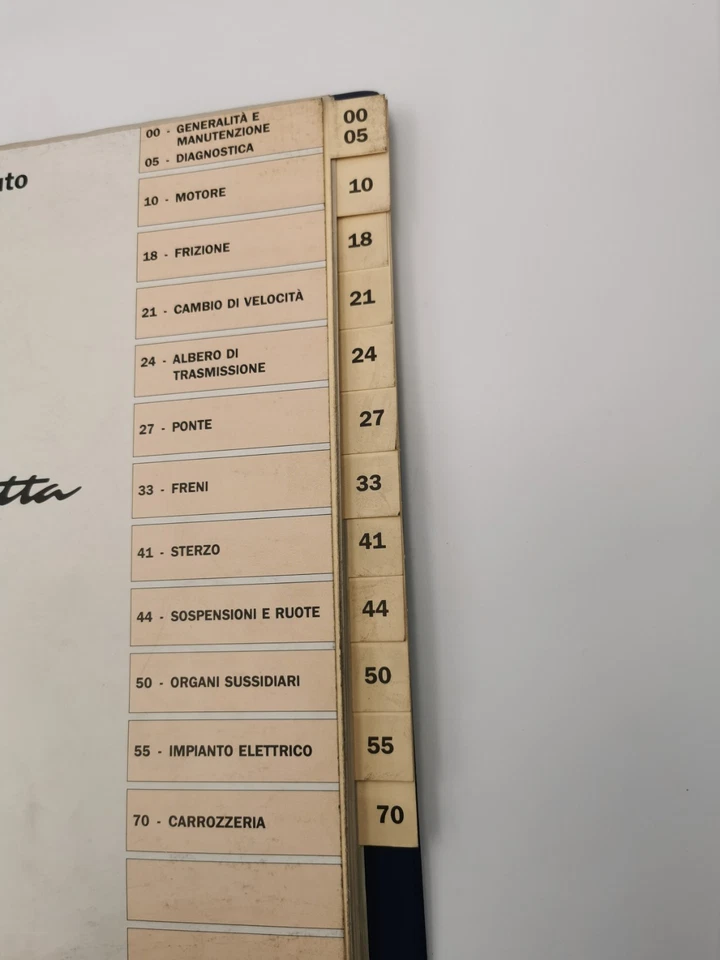 00 - GENERALITÀ E
MANUTENZIONE
05 - DIAGNOSTICA
10 - MOTORE
18 - FRIZIONE
21 - CAMBIO DI VELOCITÀ
24 - ALBERO DI
TRASMISSIONE
27 - PONTE
33 - FRENI
41 - STERZO
44 - SOSPENSIONI E RUOTE
50 - ORGANI SUSSIDIARI
55 - IMPIANTO ELETTRICO
70 - CARROZZERIA
00
05
10
18
21
24
27
33
41
44
50
55
70